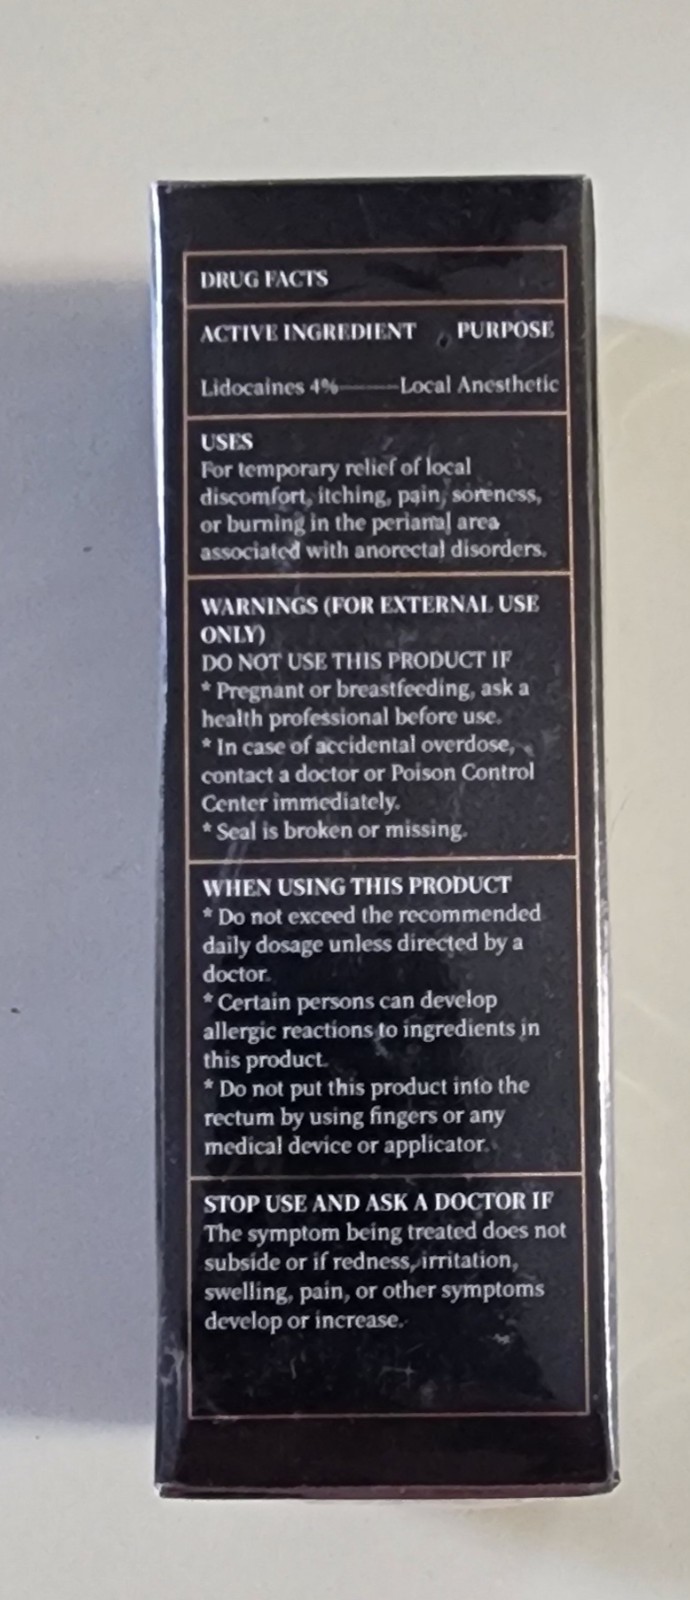 DRUG FACTS
ACTIVE INGREDIENT PURPOSE
Lidocaines 4%———Local Anesthetic
USES
For temporary relief of local
discomfort, itching, pain, soreness,
or burning in the perianal area
associated with anorectal disorders.
WARNINGS (FOR EXTERNAL USE
ONLY)
DO NOT USE THIS PRODUCT IF
* Pregnant or breastfeeding, ask a
health professional before use.
* In case of accidental overdose,
contact a doctor or Poison Control
Center immediately.
* Seal is broken or missing.
WHEN USING THIS PRODUCT
* Do not exceed the recommended
daily dosage unless directed by a
doctor.
* Certain persons can develop
allergic reactions to ingredients in
this product.
* Do not put this product into the
rectum by using fingers or any
medical device or applicator.
STOP USE AND ASK A DOCTOR IF
The symptom being treated does not
subside or if redness, irritation,
swelling, pain, or other symptoms
develop or increase.